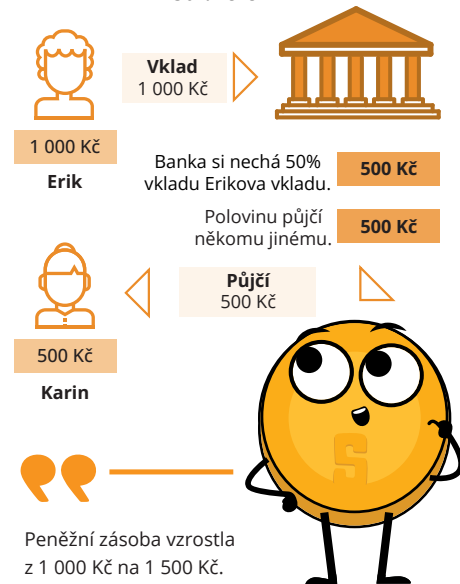 Vklad
1 000 Kč
1 000 Kč
Erik
Banka si nechá 50%
vkladu Erikova vkladu.
500 Kč
Polovinu půjčí
někomu jinému.
500 Kč
Půjčí
500 Kč
500 Kč
Karin
S
Peněžní zásoba vzrostla
z 1 000 Kč na 1 500 Kč.